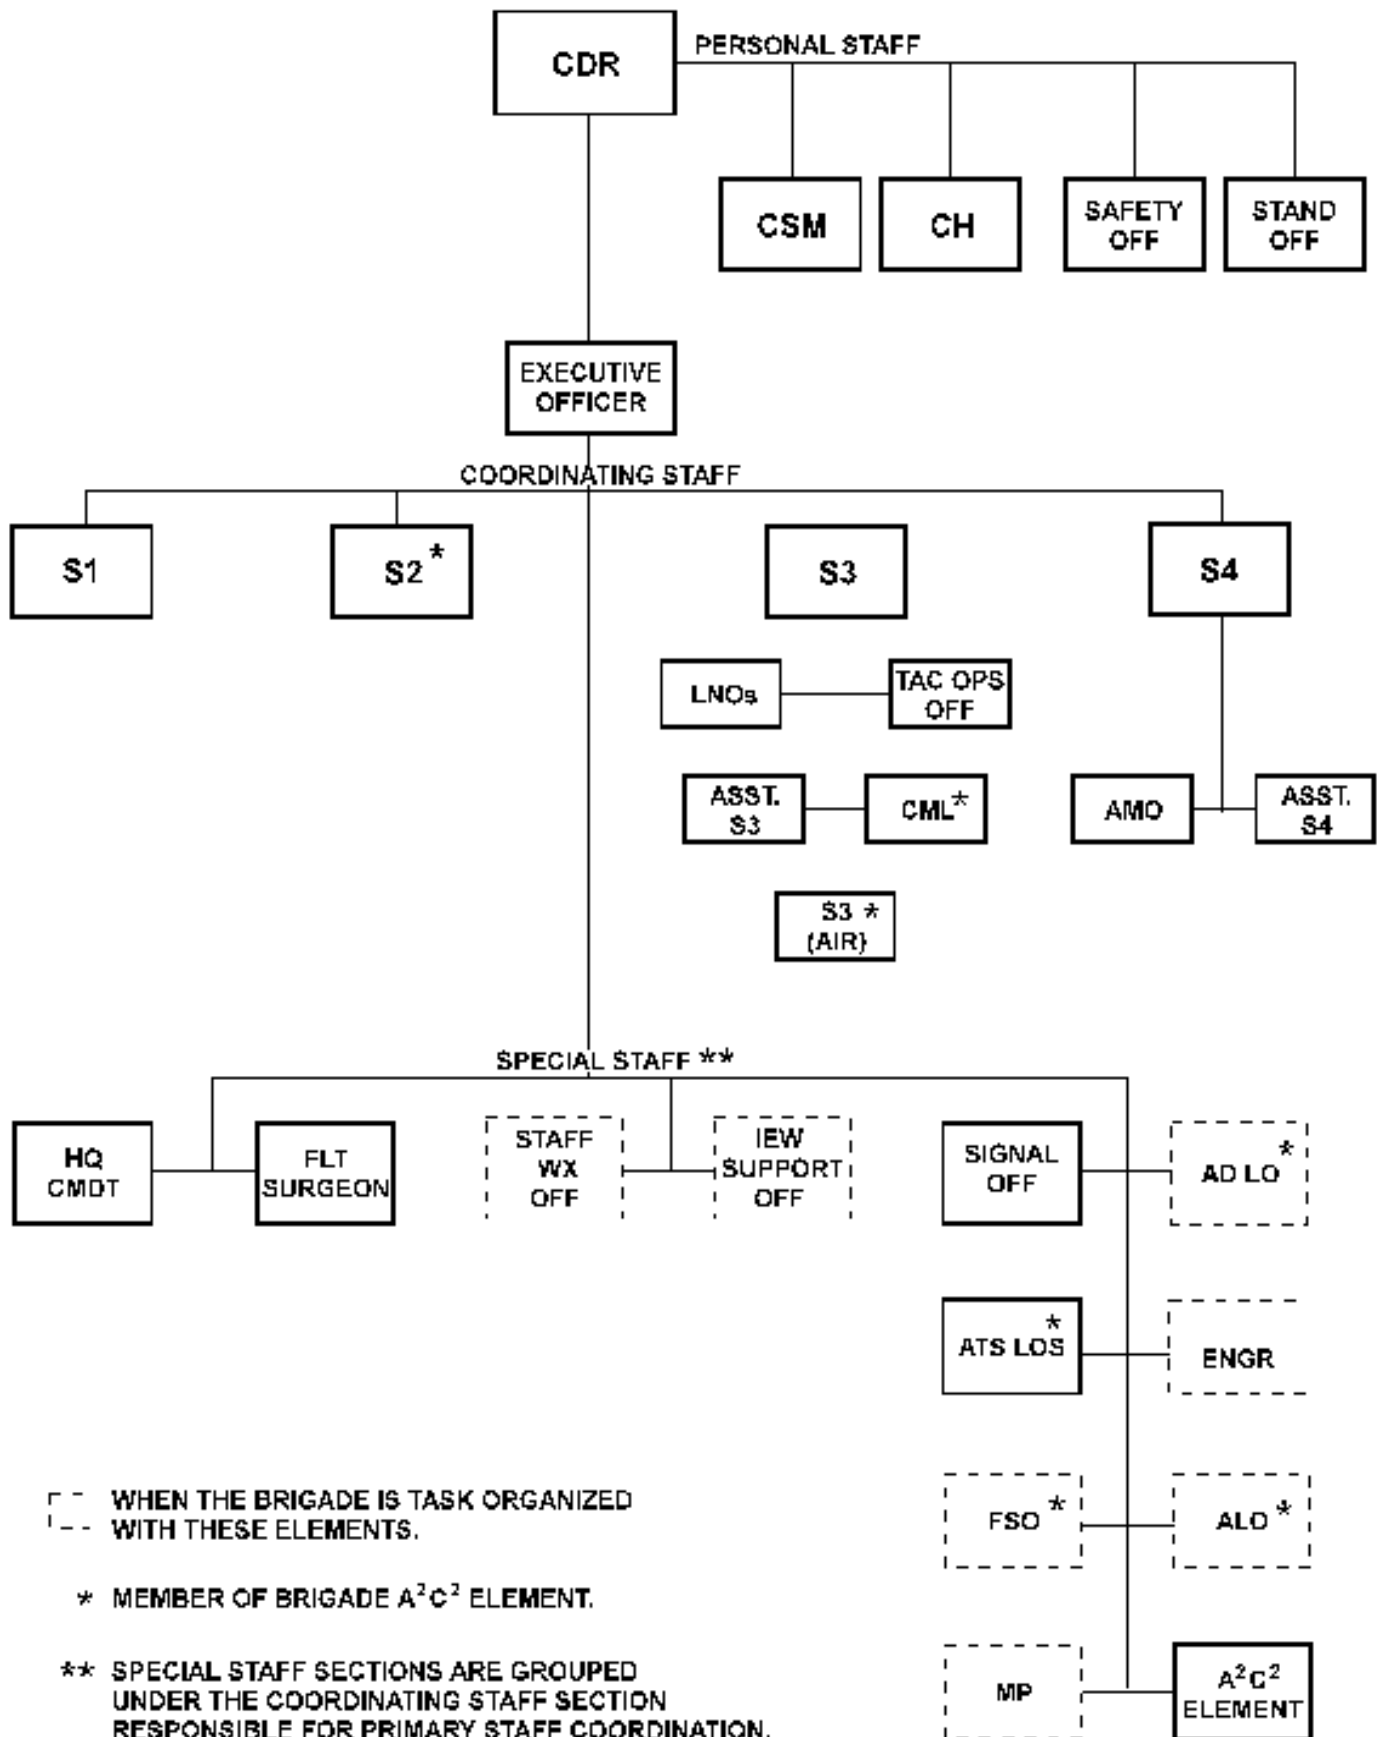 CDR
PERSONAL STAFF
CSM
CH
SAFETY
OFF
STAND
OFF
EXECUTIVE
OFFICER
COORDINATING STAFF
S1
S2 *
S3
S4
LNOs
TAC OPS
OFF
ASST.
S3
CML *
AMO
ASST.
S4
S3 *
(AIR)
SPECIAL STAFF **
HQ
CMDT
FLT
SURGEON
STAFF
WX
OFF
IEW
SUPPORT
OFF
SIGNAL
OFF
AD LO *
ATS LOS *
ENGR
FSO *
ALO *
MP
A²C²
ELEMENT
WHEN THE BRIGADE IS TASK ORGANIZED
WITH THESE ELEMENTS.
* MEMBER OF BRIGADE A²C² ELEMENT.
** SPECIAL STAFF SECTIONS ARE GROUPED
UNDER THE COORDINATING STAFF SECTION
RESPONSIBLE FOR PRIMARY STAFF COORDINATION.